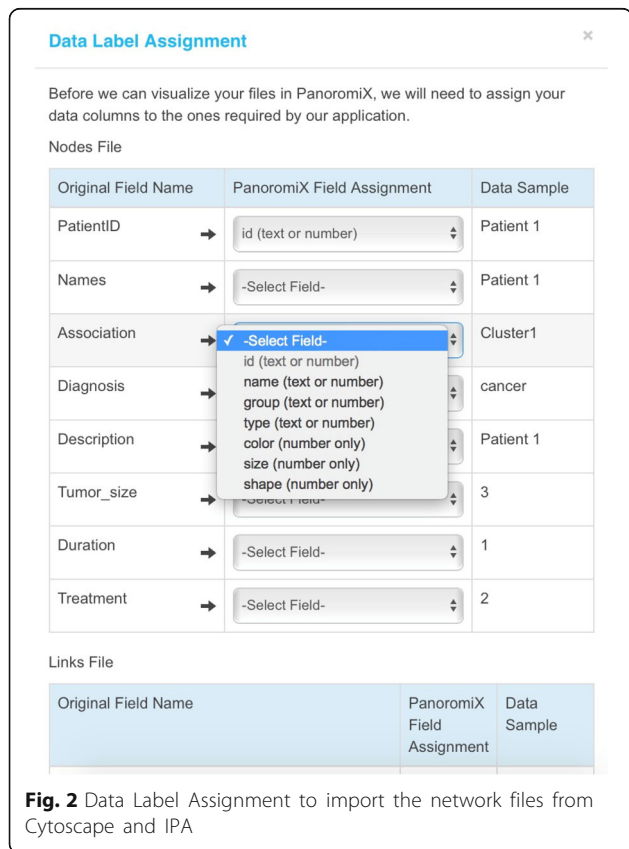 Data Label Assignment ×
Before we can visualize your files in PanoromiX, we will need to assign your
data columns to the ones required by our application.
Nodes File
Original Field Name PanoromiX Field Assignment Data Sample
PatientID → id (text or number) Patient 1
Names → -Select Field- Patient 1
Association → ✓ -Select Field- Cluster1
id (text or number)
name (text or number)
Diagnosis → group (text or number) cancer
type (text or number)
color (number only)
Description → size (number only) Patient 1
shape (number only)
Tumor_size → -Select Field- 3
Duration → -Select Field- 1
Treatment → -Select Field- 2
Links File
Original Field Name PanoromiX Field Assignment Data Sample
Fig. 2 Data Label Assignment to import the network files from
Cytoscape and IPA